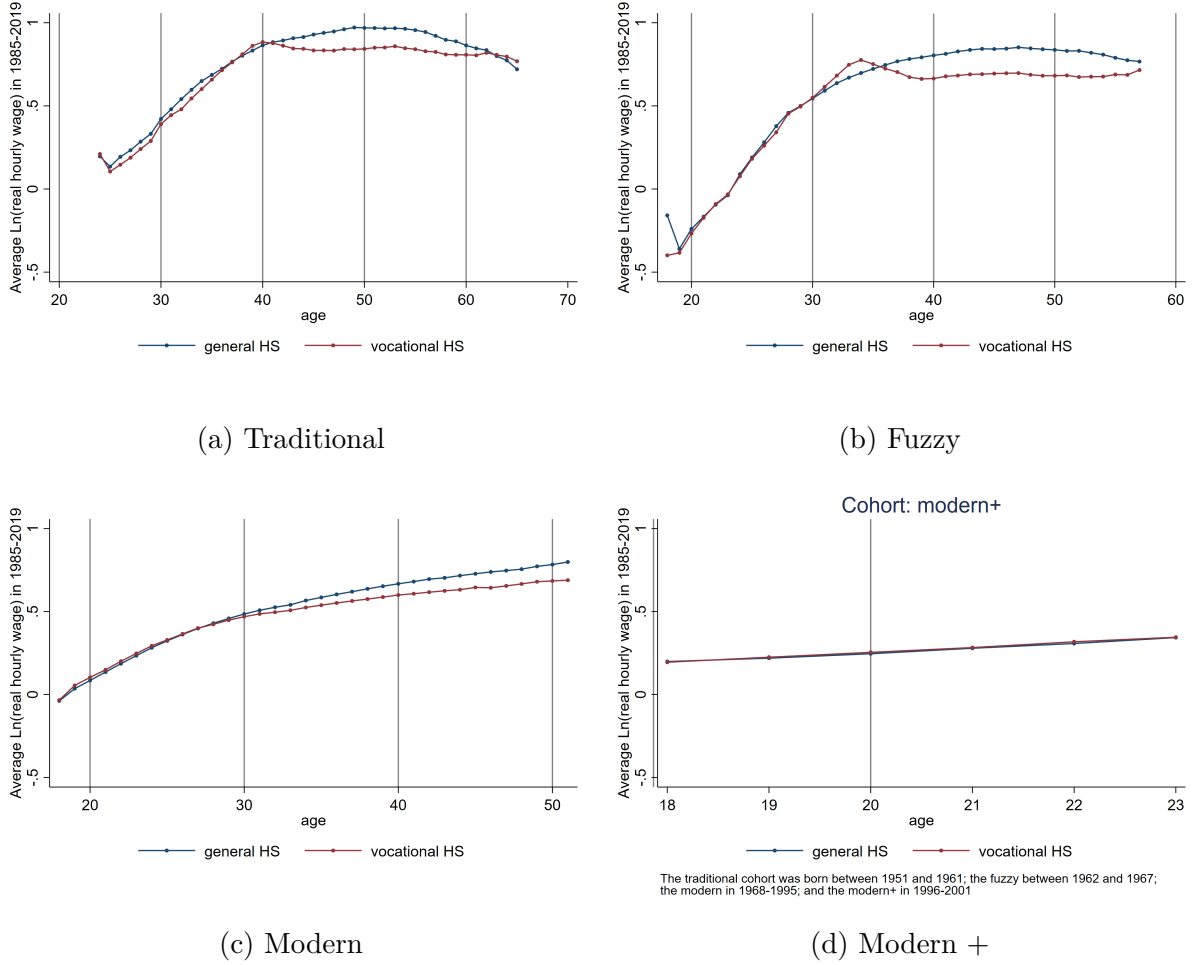 Average Ln(real hourly wage) in 1985-2019
1
.5
0
-.5
20 30 40 50 60 70
age
general HS vocational HS
(a) Traditional
Average Ln(real hourly wage) in 1985-2019
1
.5
0
-.5
20 30 40 50 60
age
general HS vocational HS
(b) Fuzzy
Average Ln(real hourly wage) in 1985-2019
1
.5
0
-.5
20 30 40 50
age
general HS vocational HS
(c) Modern
Cohort: modern+
Average Ln(real hourly wage) in 1985-2019
1
.5
0
-.5
18 19 20 21 22 23
age
general HS vocational HS
The traditional cohort was born between 1951 and 1961; the fuzzy between 1962 and 1967;
the modern in 1968-1995; and the modern+ in 1996-2001
(d) Modern +